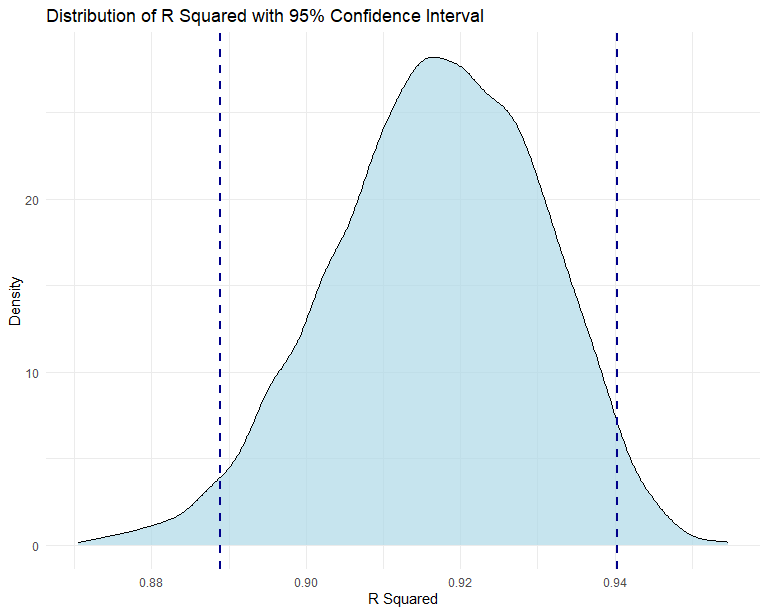 Distribution of R Squared with 95% Confidence Interval
Density
20
10
0
0.88 0.90 0.92 0.94
R Squared